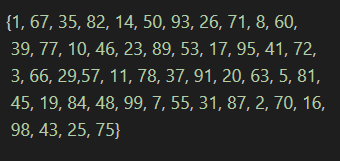 {1, 67, 35, 82, 14, 50, 93, 26, 71, 8, 60,
39, 77, 10, 46, 23, 89, 53, 17, 95, 41, 72,
3, 66, 29,57, 11, 78, 37, 91, 20, 63, 5, 81,
45, 19, 84, 48, 99, 7, 55, 31, 87, 2, 70, 16,
98, 43, 25, 75}